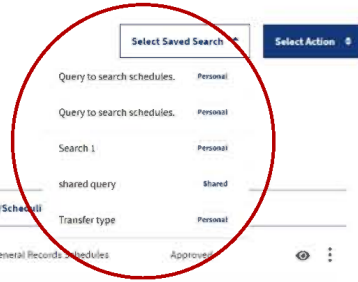 Select Saved Search
Select Action
Query to search schedules. Personal
Query to search schedules. Personal
Search 1 Personal
shared query Shared
/Scheduli
Transfer type Personal
eneral Records Schedules Approved